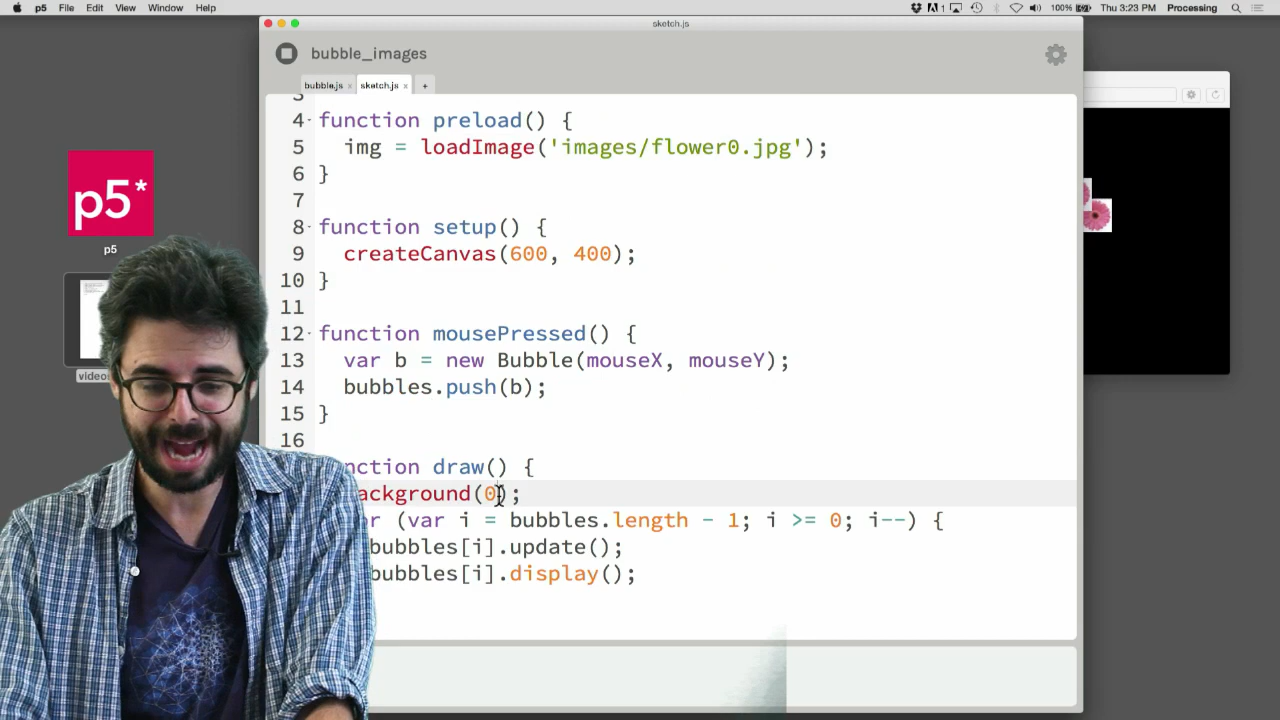 p5 File Edit View Window Help 100% Thu 3:23 PM Processing
sketch.js
bubble_images
bubble.js x sketch.js x +
3
4 function preload() {
5 img = loadImage('images/flower0.jpg');
6 }
7
8 function setup() {
9 createCanvas(600, 400);
10 }
11
12 function mousePressed() {
13 var b = new Bubble(mouseX, mouseY);
14 bubbles.push(b);
15 }
16
nction draw() {
ackground(0);
r (var i = bubbles.length - 1; i >= 0; i--) {
bubbles[i].update();
bubbles[i].display();
p5*
p5
videos